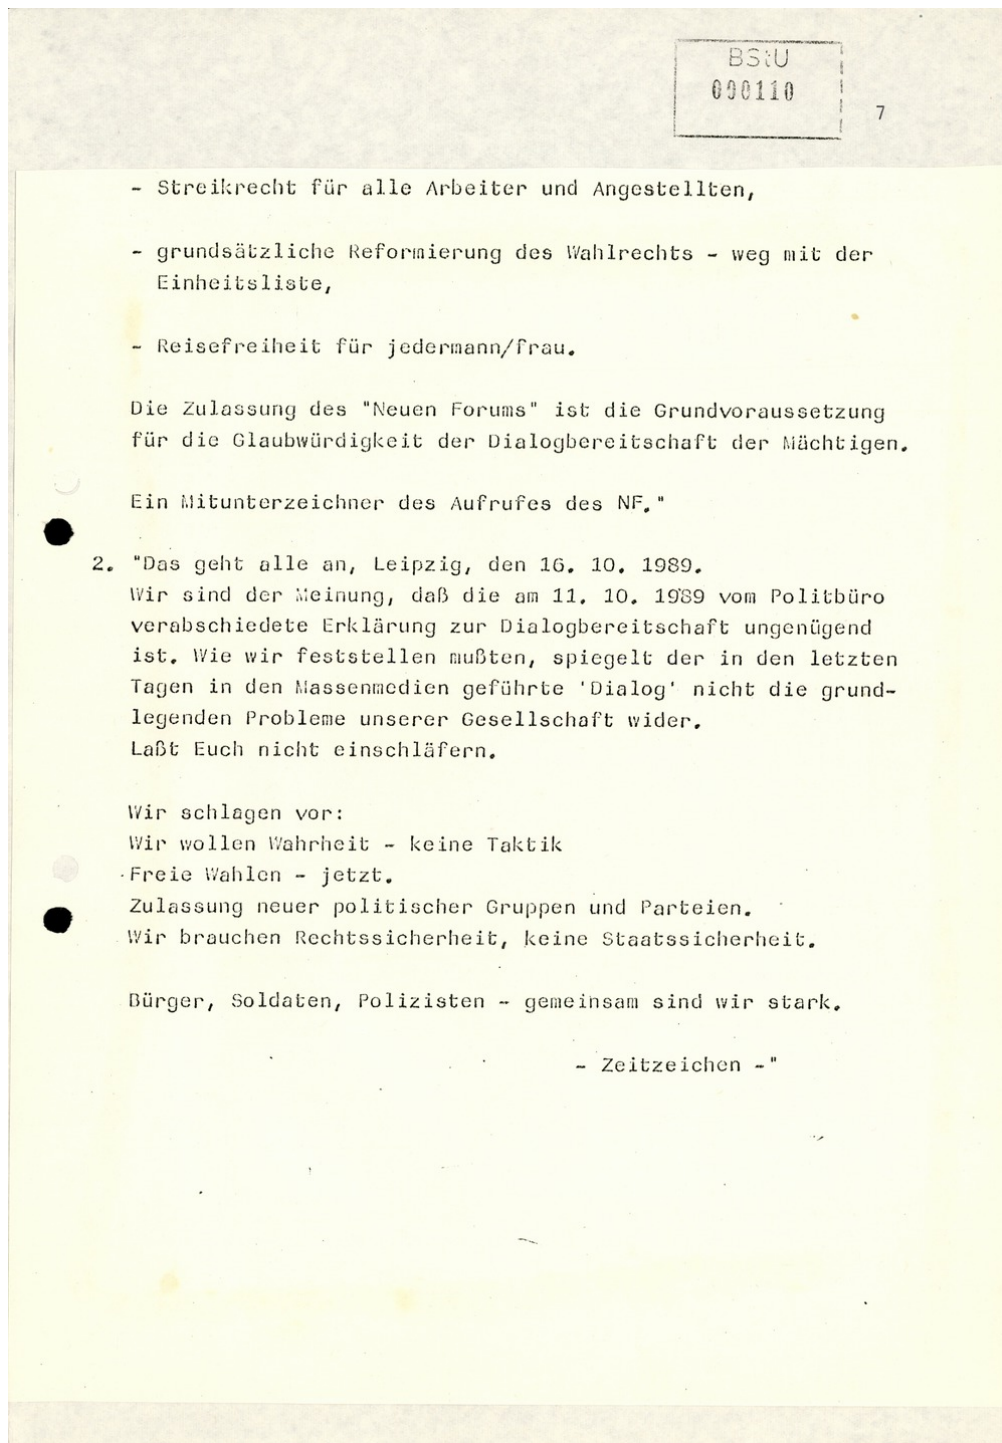 BStU
000110
7
- Streikrecht für alle Arbeiter und Angestellten,
- grundsätzliche Reformierung des Wahlrechts - weg mit der
Einheitsliste,
- Reisefreiheit für jedermann/frau.
Die Zulassung des "Neuen Forums" ist die Grundvoraussetzung
für die Glaubwürdigkeit der Dialogbereitschaft der Mächtigen.
Ein Mitunterzeichner des Aufrufes des NF."
2. "Das geht alle an, Leipzig, den 16. 10. 1989.
Wir sind der Meinung, daß die am 11. 10. 1989 vom Politbüro
verabschiedete Erklärung zur Dialogbereitschaft ungenügend
ist. Wie wir feststellen mußten, spiegelt der in den letzten
Tagen in den Massenmedien geführte 'Dialog' nicht die grund-
legenden Probleme unserer Gesellschaft wider.
Laßt Euch nicht einschläfern.
Wir schlagen vor:
Wir wollen Wahrheit - keine Taktik
Freie Wahlen - jetzt.
Zulassung neuer politischer Gruppen und Parteien.
Wir brauchen Rechtssicherheit, keine Staatssicherheit.
Bürger, Soldaten, Polizisten - gemeinsam sind wir stark.
- Zeitzeichen -"